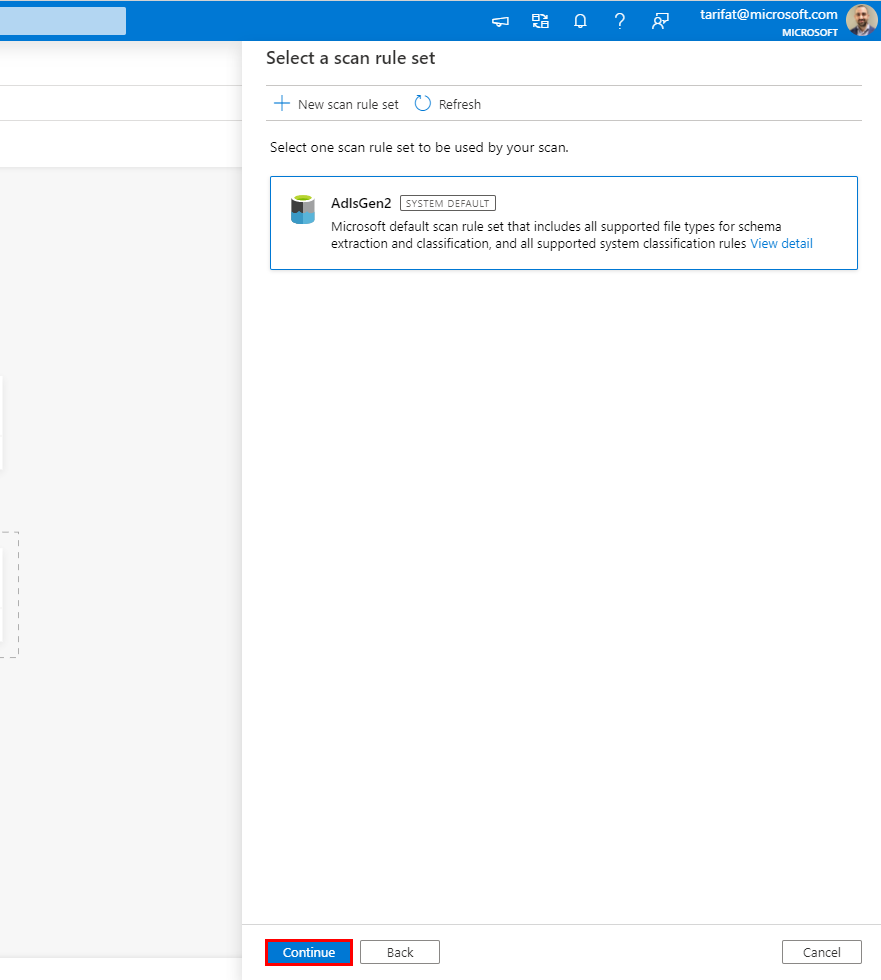 tarifat@microsoft.com
MICROSOFT
Select a scan rule set
New scan rule set Refresh
Select one scan rule set to be used by your scan.
AdlsGen2 SYSTEM DEFAULT
Microsoft default scan rule set that includes all supported file types for schema
extraction and classification, and all supported system classification rules View detail
Continue Back Cancel